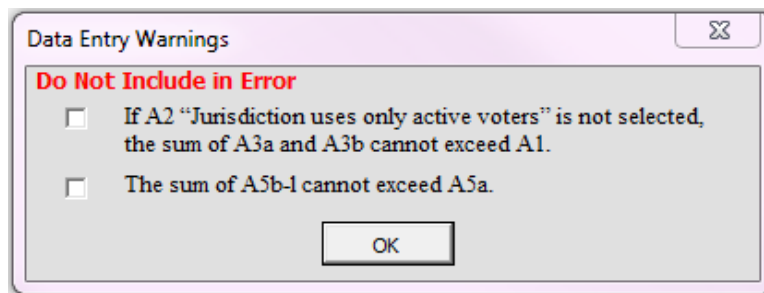 Data Entry Warnings
Do Not Include in Error
If A2 “Jurisdiction uses only active voters” is not selected,
the sum of A3a and A3b cannot exceed A1.
The sum of A5b-l cannot exceed A5a.
OK